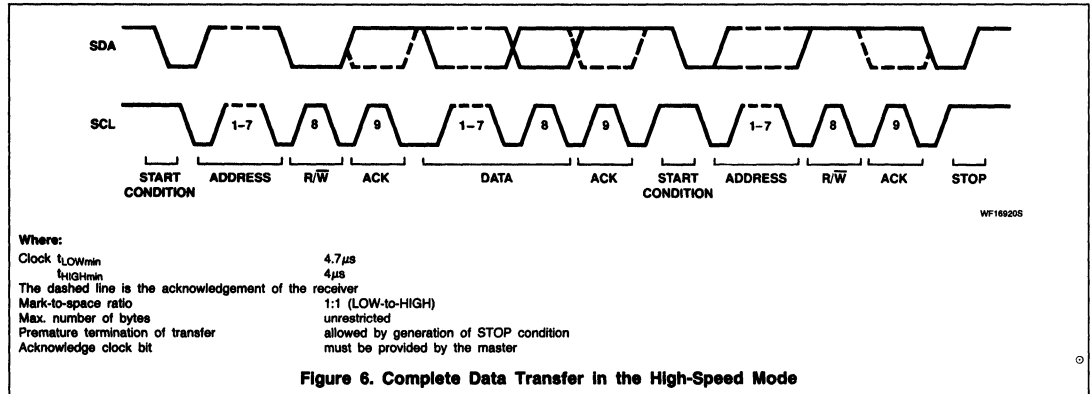 SDA
SCL
1–7 8 9 1–7 8 9 1–7 8 9
START CONDITION ADDRESS R/W̅ ACK DATA ACK START CONDITION ADDRESS R/W̅ ACK STOP
WF16920S
Where:
Clock tLOWmin 4.7μs
tHIGHmin 4μs
The dashed line is the acknowledgement of the receiver
Mark-to-space ratio 1:1 (LOW-to-HIGH)
Max. number of bytes unrestricted
Premature termination of transfer allowed by generation of STOP condition
Acknowledge clock bit must be provided by the master
Figure 6. Complete Data Transfer in the High-Speed Mode